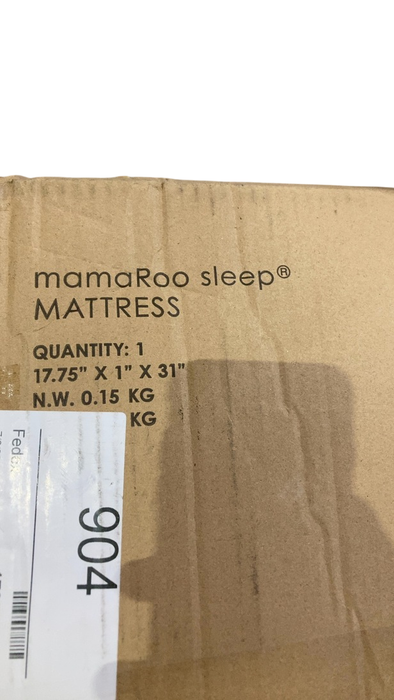 mamaRoo sleep®
MATTRESS
QUANTITY: 1
17.75" X 1" X 31"
N.W. 0.15 KG
KG
904